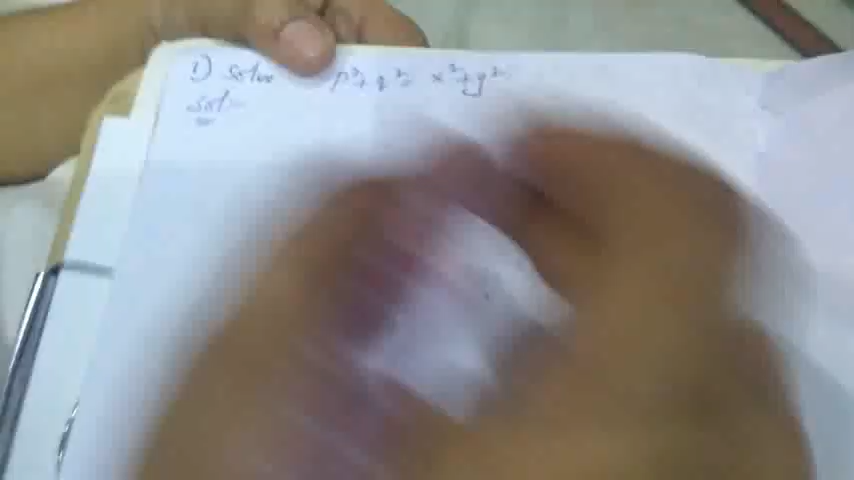 1) Solve p²+q²= x²+y²
Sol:-